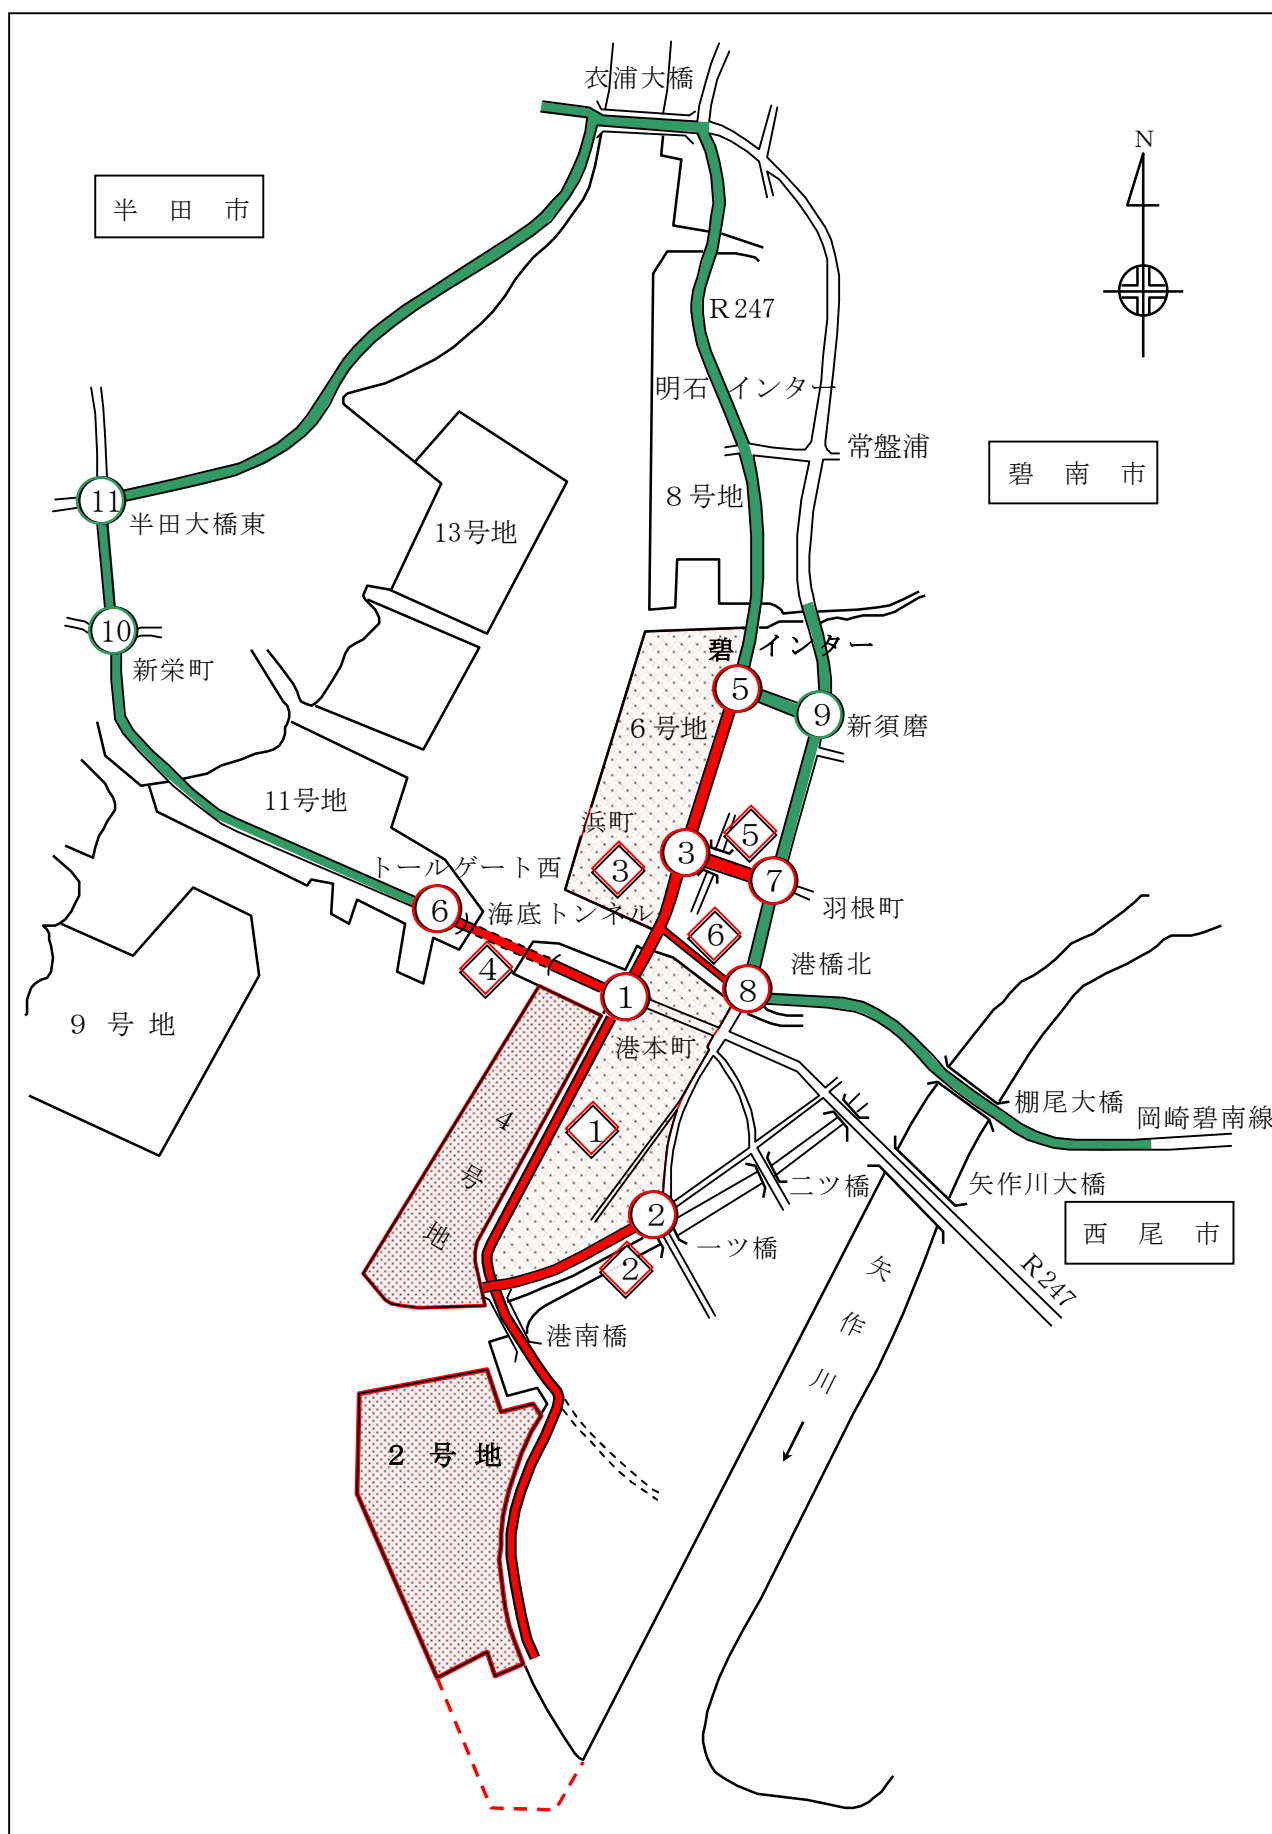 衣浦大橋
N
半 田 市
R247
明石 インター
常盤浦
碧 南 市
8号地
11
半田大橋東
13号地
10
新栄町
碧 インター
5
9
新須磨
6号地
11号地
浜町
5
3
3
7
トールゲート西
羽根町
6
海底トンネル
6
港橋北
4
8
1
9 号 地
港本町
棚尾大橋
岡崎碧南線
4号地
1
二ツ橋
矢作川大橋
2
一ツ橋
西 尾 市
2
R247
矢作川
港南橋
2 号 地